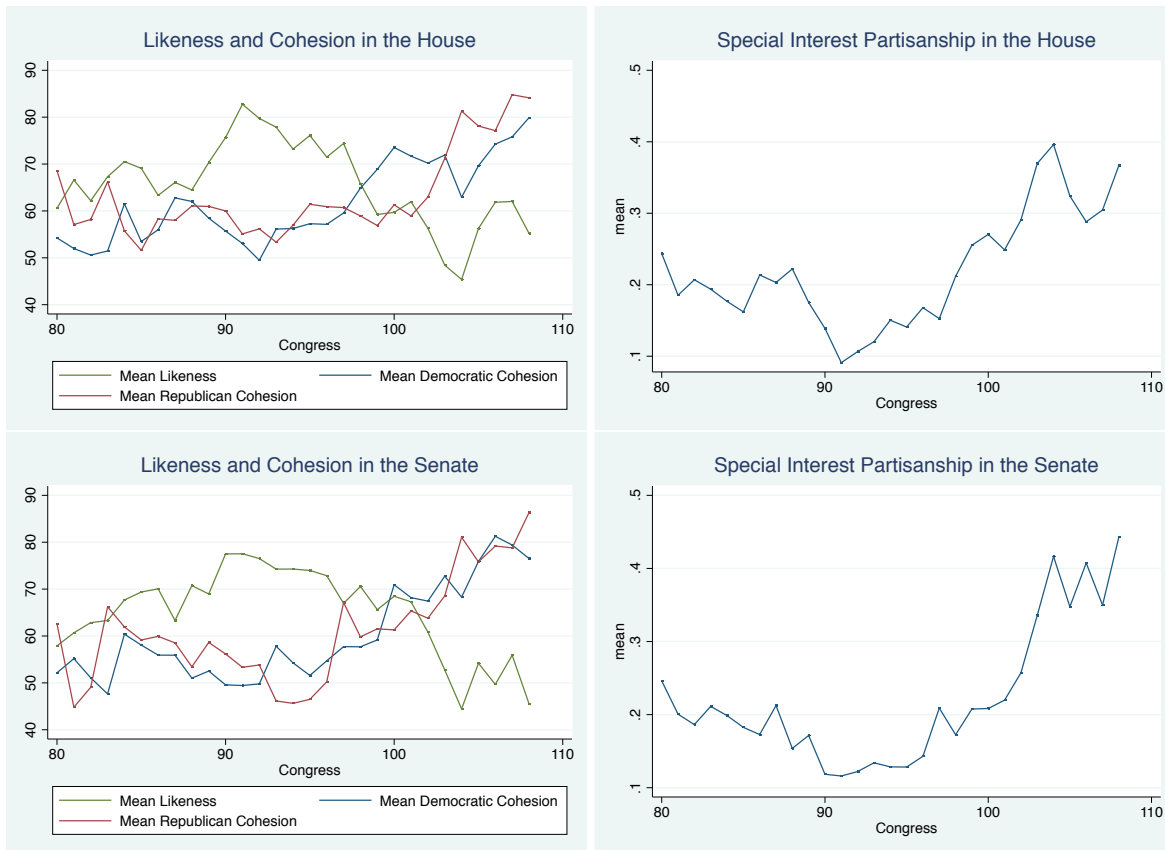 Likeness and Cohesion in the House
90
80
70
60
50
40
80 90 100 110
Congress
Mean Likeness Mean Democratic Cohesion
Mean Republican Cohesion
Special Interest Partisanship in the House
.5
.4
.3
.2
.1
mean
80 90 100 110
Congress
Likeness and Cohesion in the Senate
90
80
70
60
50
40
80 90 100 110
Congress
Mean Likeness Mean Democratic Cohesion
Mean Republican Cohesion
Special Interest Partisanship in the Senate
.5
.4
.3
.2
.1
mean
80 90 100 110
Congress